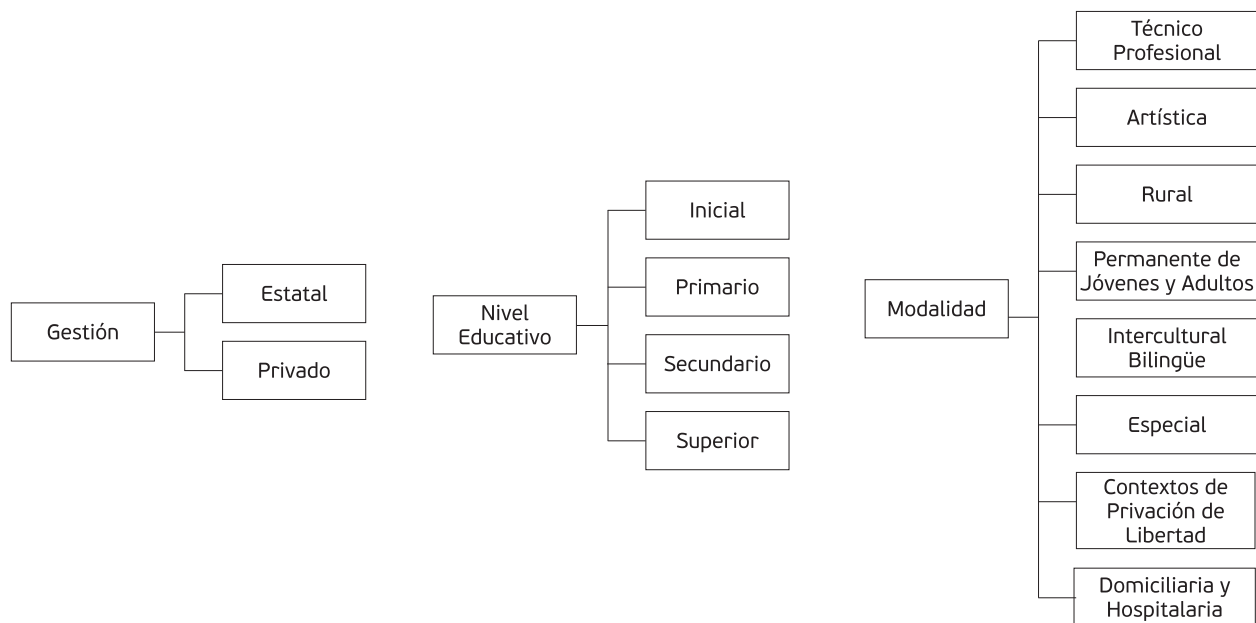 Gestión
Estatal
Privado
Nivel
Educativo
Inicial
Primario
Secundario
Superior
Modalidad
Técnico
Profesional
Artística
Rural
Permanente de
Jóvenes y Adultos
Intercultural
Bilingüe
Especial
Contextos de
Privación de
Libertad
Domiciliaria y
Hospitalaria